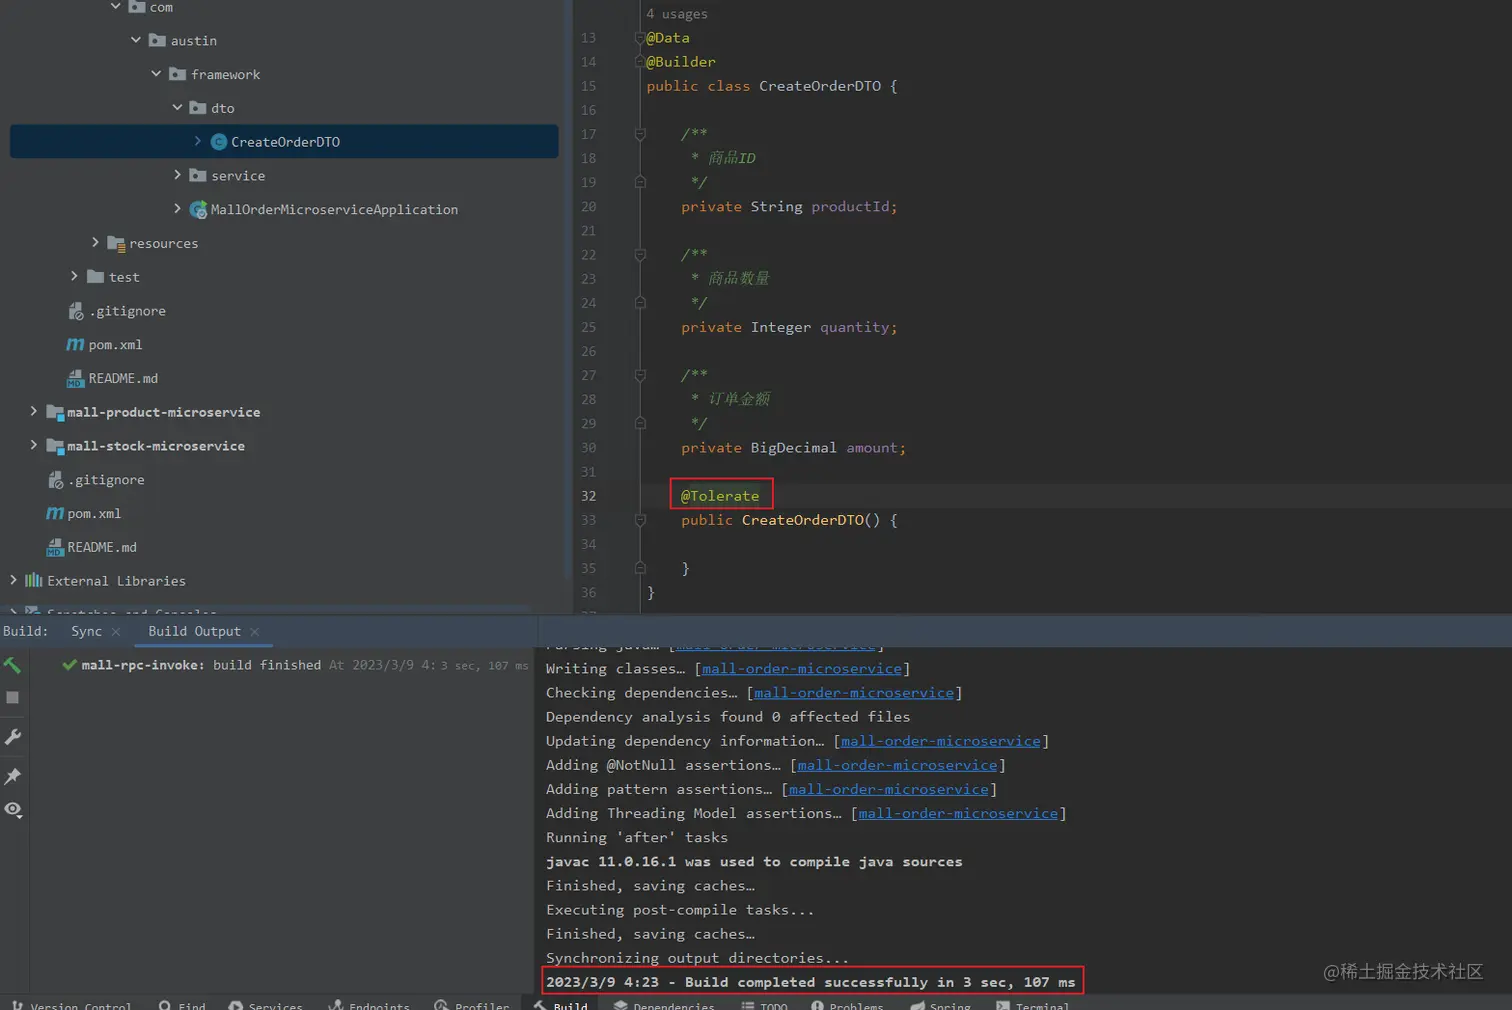 com
austin
framework
dto
CreateOrderDTO
service
MallOrderMicroserviceApplication
resources
test
.gitignore
pom.xml
README.md
mall-product-microservice
mall-stock-microservice
.gitignore
pom.xml
README.md
External Libraries
Scratches and Consoles
4 usages
13 @Data
14 @Builder
15 public class CreateOrderDTO {
16
17 /**
18 * 商品ID
19 */
20 private String productId;
21
22 /**
23 * 商品数量
24 */
25 private Integer quantity;
26
27 /**
28 * 订单金额
29 */
30 private BigDecimal amount;
31
32 @Tolerate
33 public CreateOrderDTO() {
34
35 }
36 }
Build: Sync Build Output
mall-rpc-invoke: build finished At 2023/3/9 4: 3 sec, 107 ms
Parsing java… [mall-order-microservice]
Writing classes… [mall-order-microservice]
Checking dependencies… [mall-order-microservice]
Dependency analysis found 0 affected files
Updating dependency information… [mall-order-microservice]
Adding @NotNull assertions… [mall-order-microservice]
Adding pattern assertions… [mall-order-microservice]
Adding Threading Model assertions… [mall-order-microservice]
Running 'after' tasks
javac 11.0.16.1 was used to compile java sources
Finished, saving caches…
Executing post-compile tasks...
Finished, saving caches…
Synchronizing output directories...
2023/3/9 4:23 - Build completed successfully in 3 sec, 107 ms
@稀土掘金技术社区
Version Control Find Services Endpoints Profiler Build Dependencies TODO Problems Spring Terminal